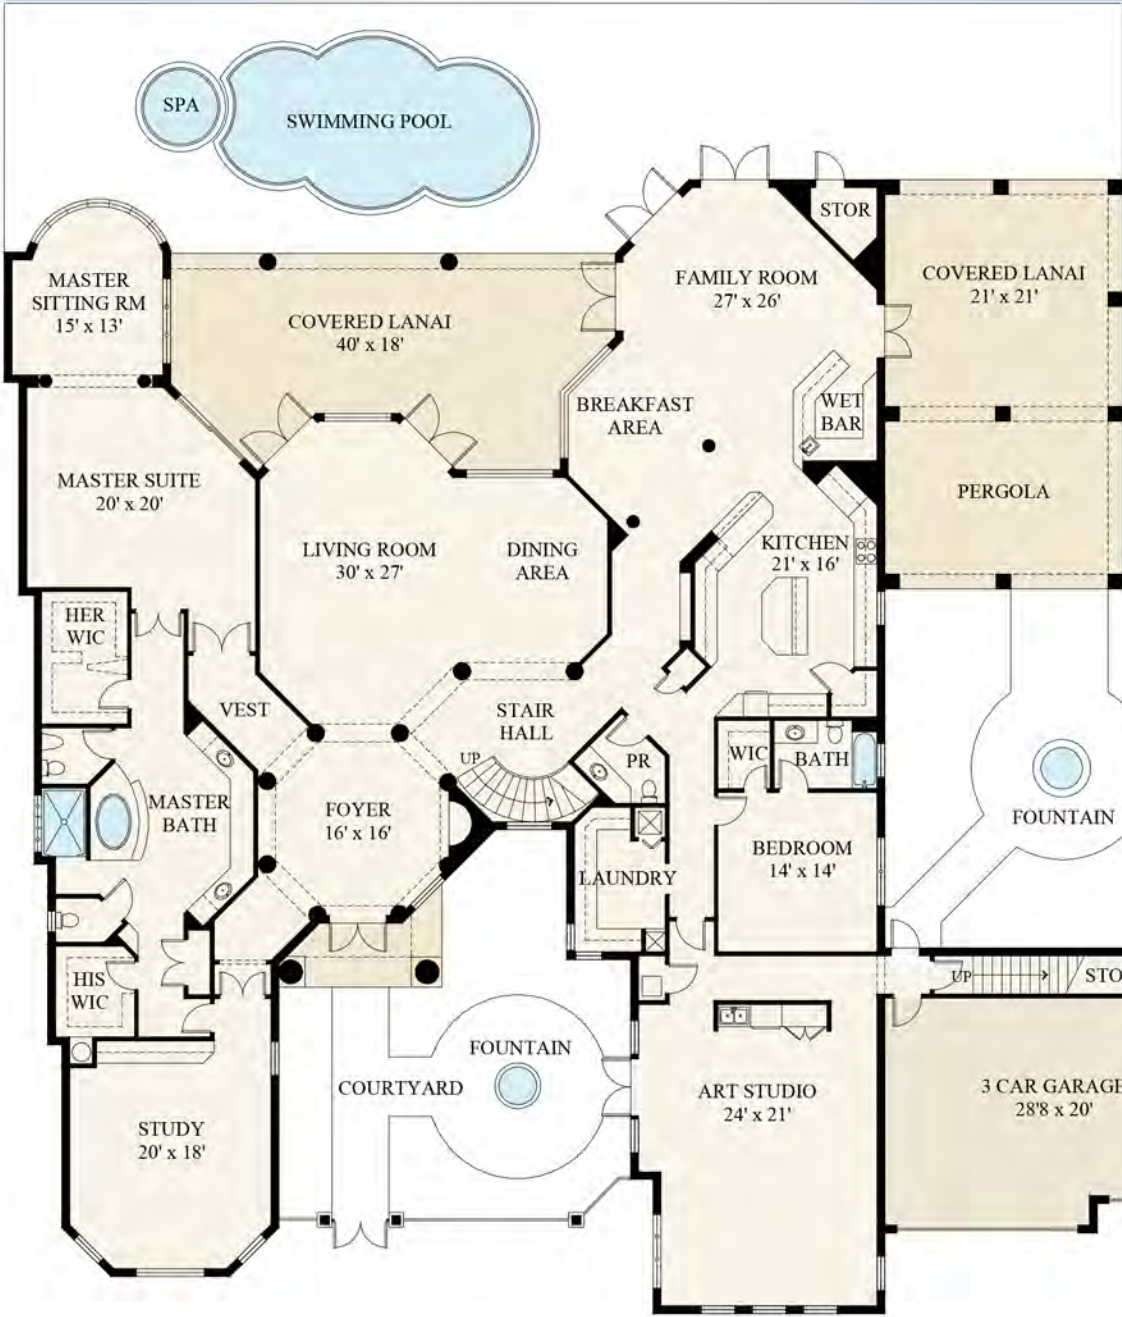 SPA
SWIMMING POOL
STOR
MASTER
SITTING RM
15' x 13'
COVERED LANAI
40' x 18'
FAMILY ROOM
27' x 26'
COVERED LANAI
21' x 21'
BREAKFAST
AREA
WET
BAR
MASTER SUITE
20' x 20'
PERGOLA
LIVING ROOM
30' x 27'
DINING
AREA
KITCHEN
21' x 16'
HER
WIC
VEST
STAIR
HALL
UP
PR
WIC
BATH
MASTER
BATH
FOYER
16' x 16'
FOUNTAIN
BEDROOM
14' x 14'
LAUNDRY
HIS
WIC
UP
STO
FOUNTAIN
COURTYARD
ART STUDIO
24' x 21'
3 CAR GARAGE
28'8 x 20'
STUDY
20' x 18'